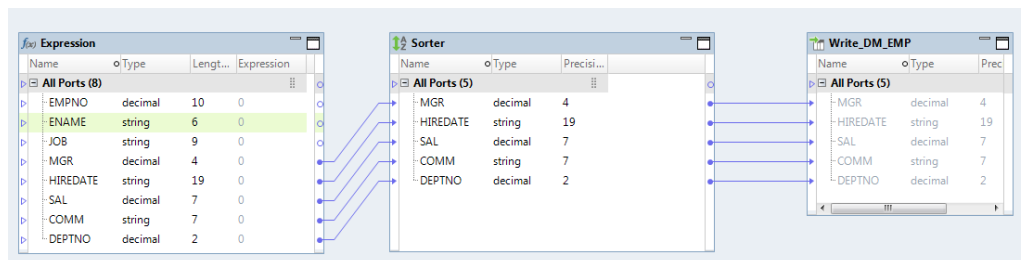 f(x) Expression
Name Type Lengt... Expression
All Ports (8)
EMPNO decimal 10 0
ENAME string 6 0
JOB string 9 0
MGR decimal 4 0
HIREDATE string 19 0
SAL decimal 7 0
COMM string 7 0
DEPTNO decimal 2 0
A Z Sorter
Name Type Precisi...
All Ports (5)
MGR decimal 4
HIREDATE string 19
SAL decimal 7
COMM string 7
DEPTNO decimal 2
Write_DM_EMP
Name Type Prec
All Ports (5)
MGR decimal 4
HIREDATE string 19
SAL decimal 7
COMM string 7
DEPTNO decimal 2